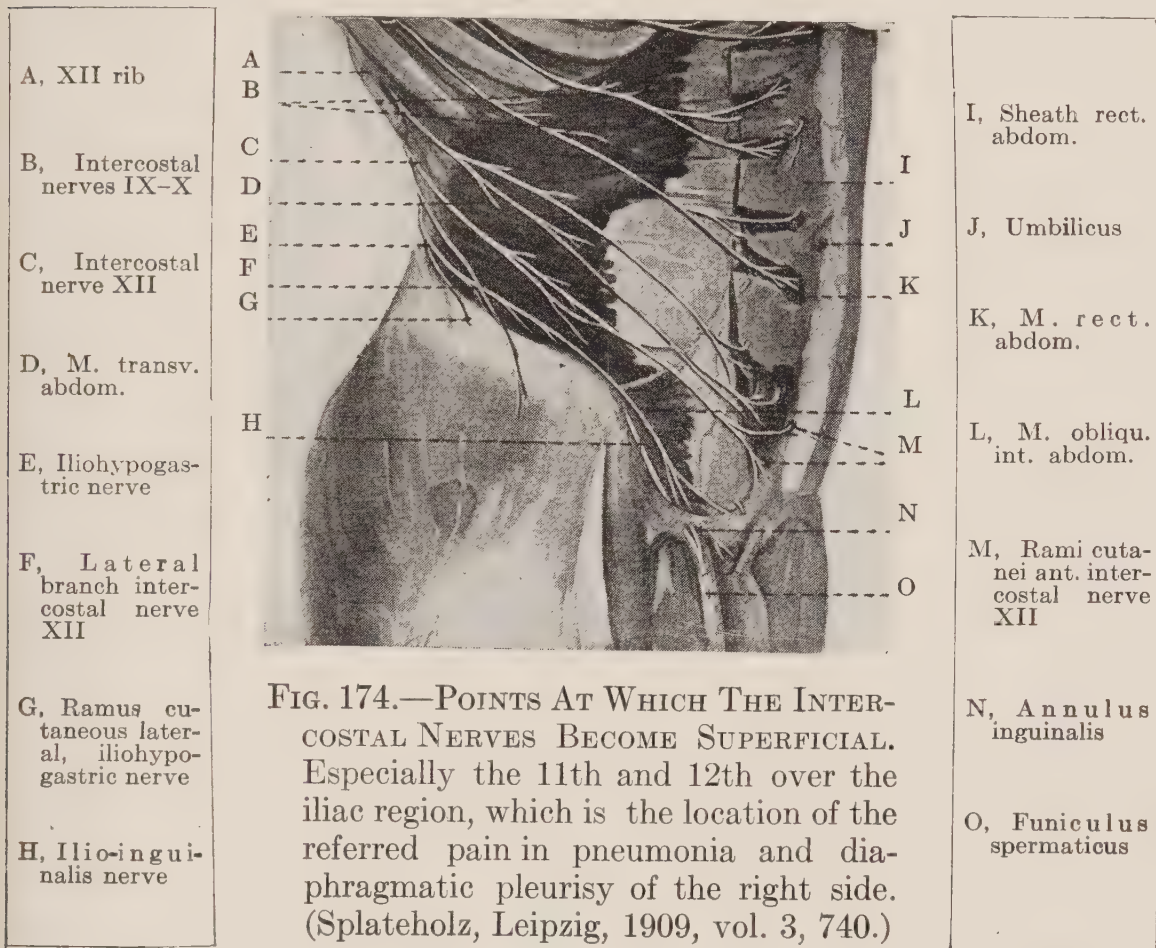 A, XII rib
B, Intercostal
nerves IX–X
C, Intercostal
nerve XII
D, M. transv.
abdom.
E, Iliohypogas-
tric nerve
F, Lateral
branch inter-
costal nerve
XII
G, Ramus cu-
taneous later-
al, iliohypo-
gastric nerve
H, Ilio-ingui-
nalis nerve
A
B
C
D
E
F
G
H
I
J
K
L
M
N
O
I, Sheath rect.
abdom.
J, Umbilicus
K, M. rect.
abdom.
L, M. obliqu.
int. abdom.
M, Rami cuta-
nei ant. inter-
costal nerve
XII
N, Annulus
inguinalis
O, Funiculus
spermaticus
FIG. 174.—POINTS AT WHICH THE INTER-
COSTAL NERVES BECOME SUPERFICIAL.
Especially the 11th and 12th over the
iliac region, which is the location of the
referred pain in pneumonia and dia-
phragmatic pleurisy of the right side.
(Splateholz, Leipzig, 1909, vol. 3, 740.)